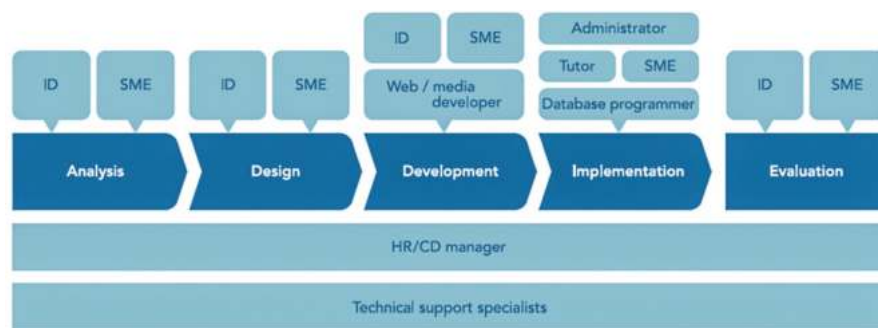 ID
SME
ID
SME
ID
SME
Web / media
developer
Administrator
Tutor
SME
Database programmer
ID
SME
Analysis
Design
Development
Implementation
Evaluation
HR/CD manager
Technical support specialists